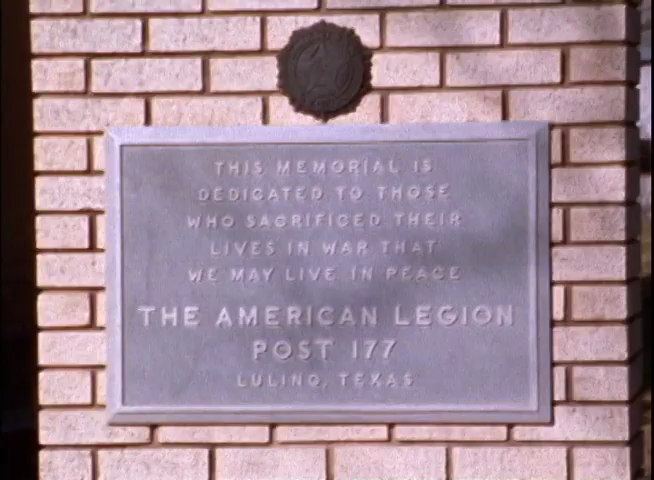 THIS MEMORIAL IS
DEDICATED TO THOSE
WHO SACRIFICED THEIR
LIVES IN WAR THAT
WE MAY LIVE IN PEACE
THE AMERICAN LEGION
POST 177
LULING, TEXAS